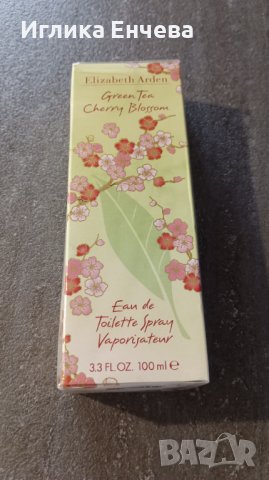 Иглика Енчева
Elizabeth Arden
Green Tea
Cherry Blossom
Eau de
Toilette Spray
Vaporisateur
3.3 FL.OZ. 100 ml ℮
BAZAR